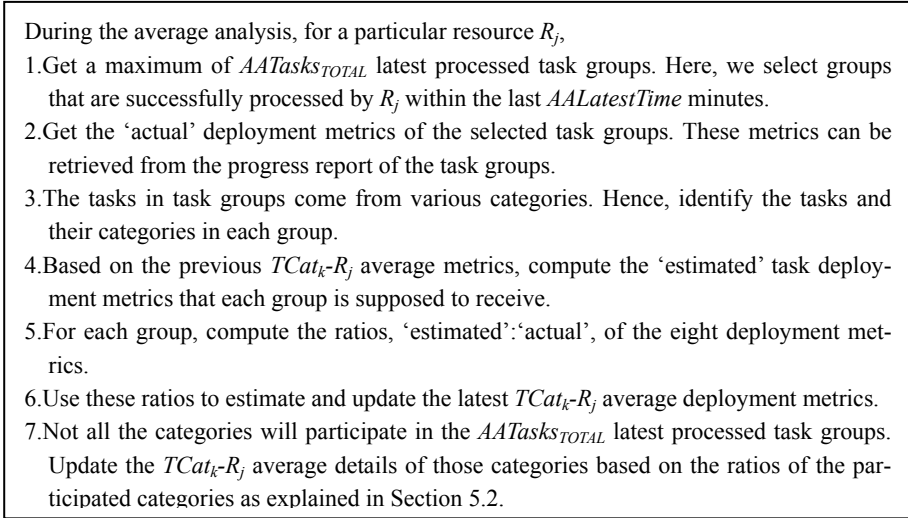 During the average analysis, for a particular resource Rj,
1.Get a maximum of AATasksTOTAL latest processed task groups. Here, we select groups
that are successfully processed by Rj within the last AALatestTime minutes.
2.Get the ‘actual’ deployment metrics of the selected task groups. These metrics can be
retrieved from the progress report of the task groups.
3.The tasks in task groups come from various categories. Hence, identify the tasks and
their categories in each group.
4.Based on the previous TCatk-Rj average metrics, compute the ‘estimated’ task deploy-
ment metrics that each group is supposed to receive.
5.For each group, compute the ratios, ‘estimated’:‘actual’, of the eight deployment met-
rics.
6.Use these ratios to estimate and update the latest TCatk-Rj average deployment metrics.
7.Not all the categories will participate in the AATasksTOTAL latest processed task groups.
Update the TCatk-Rj average details of those categories based on the ratios of the par-
ticipated categories as explained in Section 5.2.